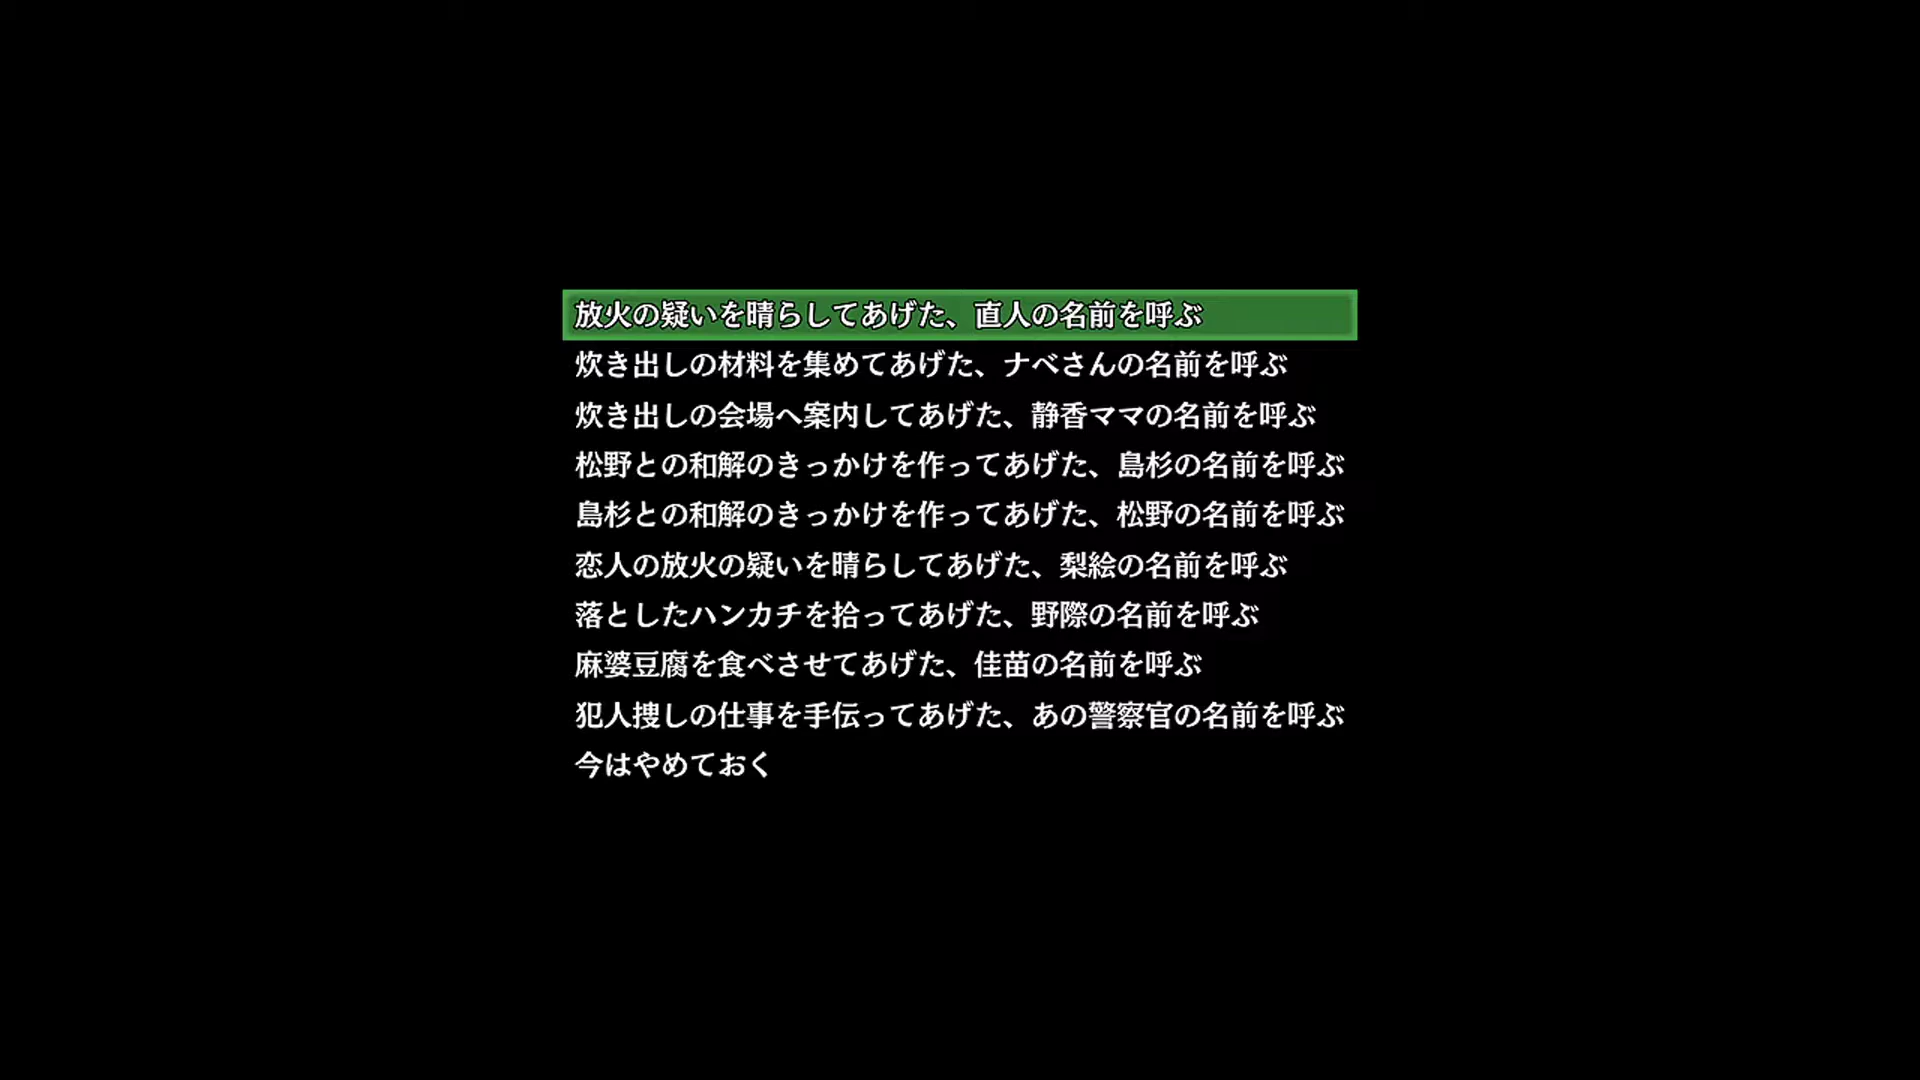 放火の疑いを晴らしてあげた、直人の名前を呼ぶ
炊き出しの材料を集めてあげた、ナベさんの名前を呼ぶ
炊き出しの会場へ案内してあげた、静香ママの名前を呼ぶ
松野との和解のきっかけを作ってあげた、島杉の名前を呼ぶ
島杉との和解のきっかけを作ってあげた、松野の名前を呼ぶ
恋人の放火の疑いを晴らしてあげた、梨絵の名前を呼ぶ
落としたハンカチを拾ってあげた、野際の名前を呼ぶ
麻婆豆腐を食べさせてあげた、佳苗の名前を呼ぶ
犯人捜しの仕事を手伝ってあげた、あの警察官の名前を呼ぶ
今はやめておく